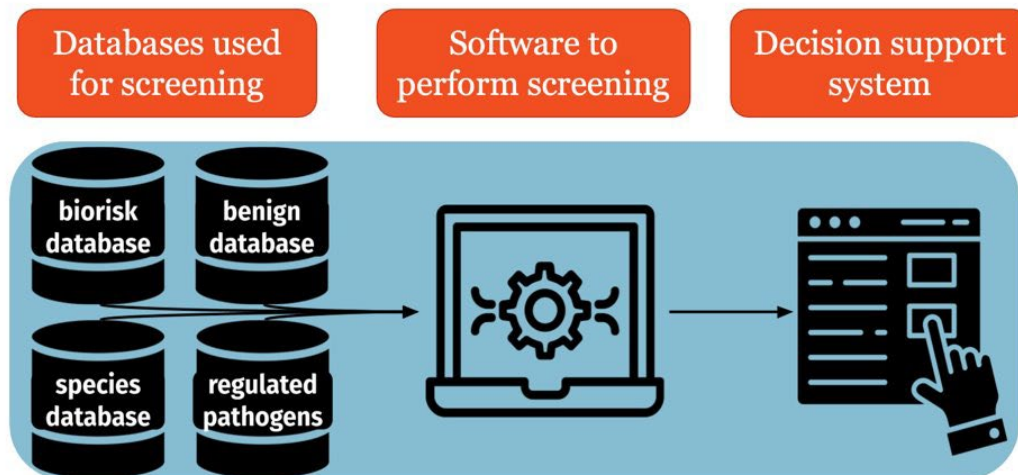 Databases used
for screening
Software to
perform screening
Decision support
system
biorisk
database
benign
database
species
database
regulated
pathogens